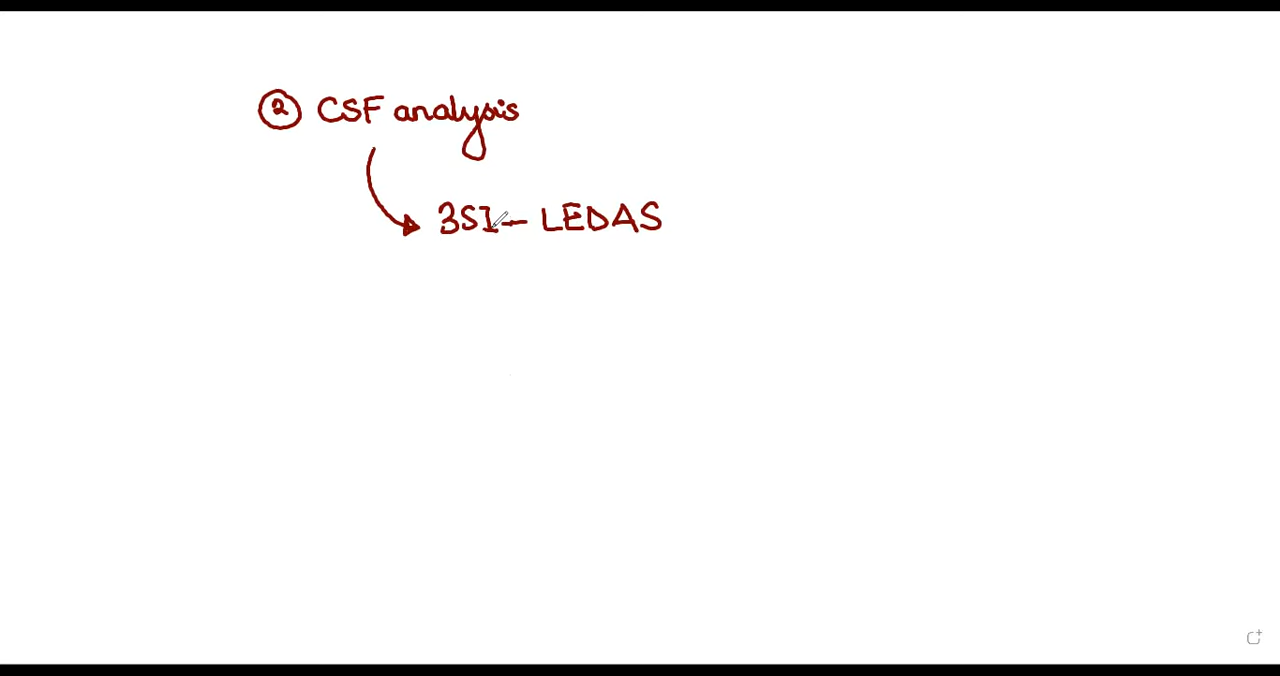 ② CSF analysis
3SI - LEDAS